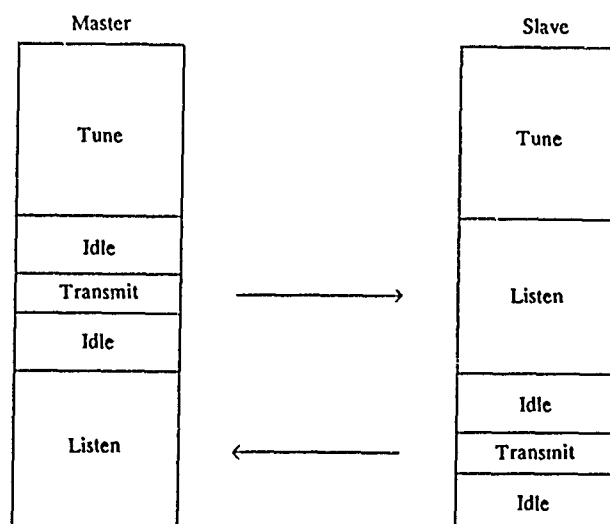 Master
Slave
Tune
Tune
Idle
Transmit
Listen
Idle
Idle
Listen
Transmit
Idle